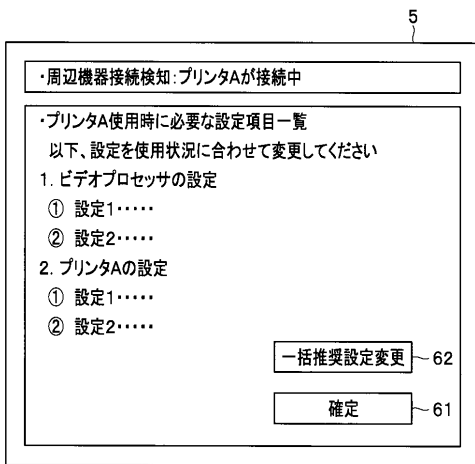 5
・周辺機器接続検知:プリンタAが接続中
・プリンタA使用時に必要な設定項目一覧
以下、設定を使用状況に合わせて変更してください
1. ビデオプロセッサの設定
① 設定1・・・・・
② 設定2・・・・・
2. プリンタAの設定
① 設定1・・・・・
② 設定2・・・・・
一括推奨設定変更 62
確定 61